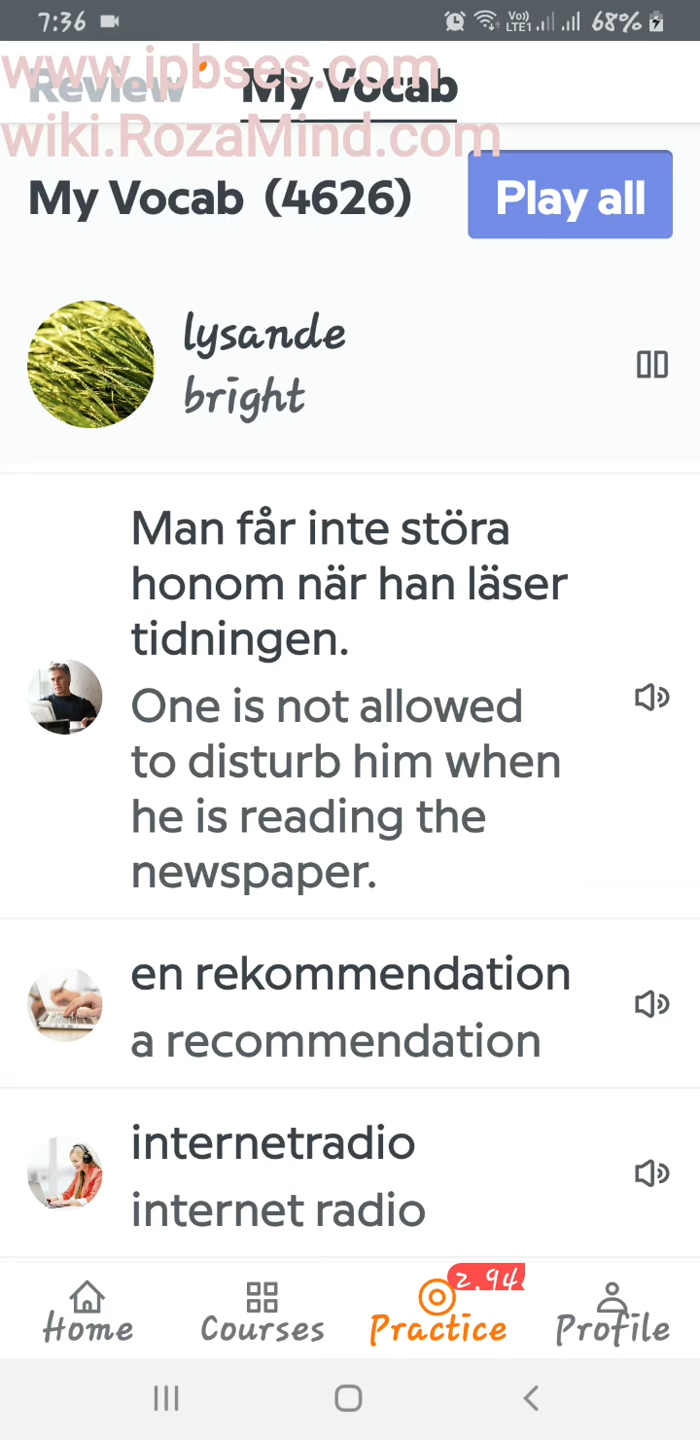 7:36
Vo))
LTE1
68%
www.ipbses.com
Review
My Vocab
wiki.RozaMind.com
My Vocab (4626)
Play all
lysande
bright
Man får inte störa
honom när han läser
tidningen.
One is not allowed
to disturb him when
he is reading the
newspaper.
en rekommendation
a recommendation
internetradio
internet radio
2,94
Home
Courses
Practice
Profile